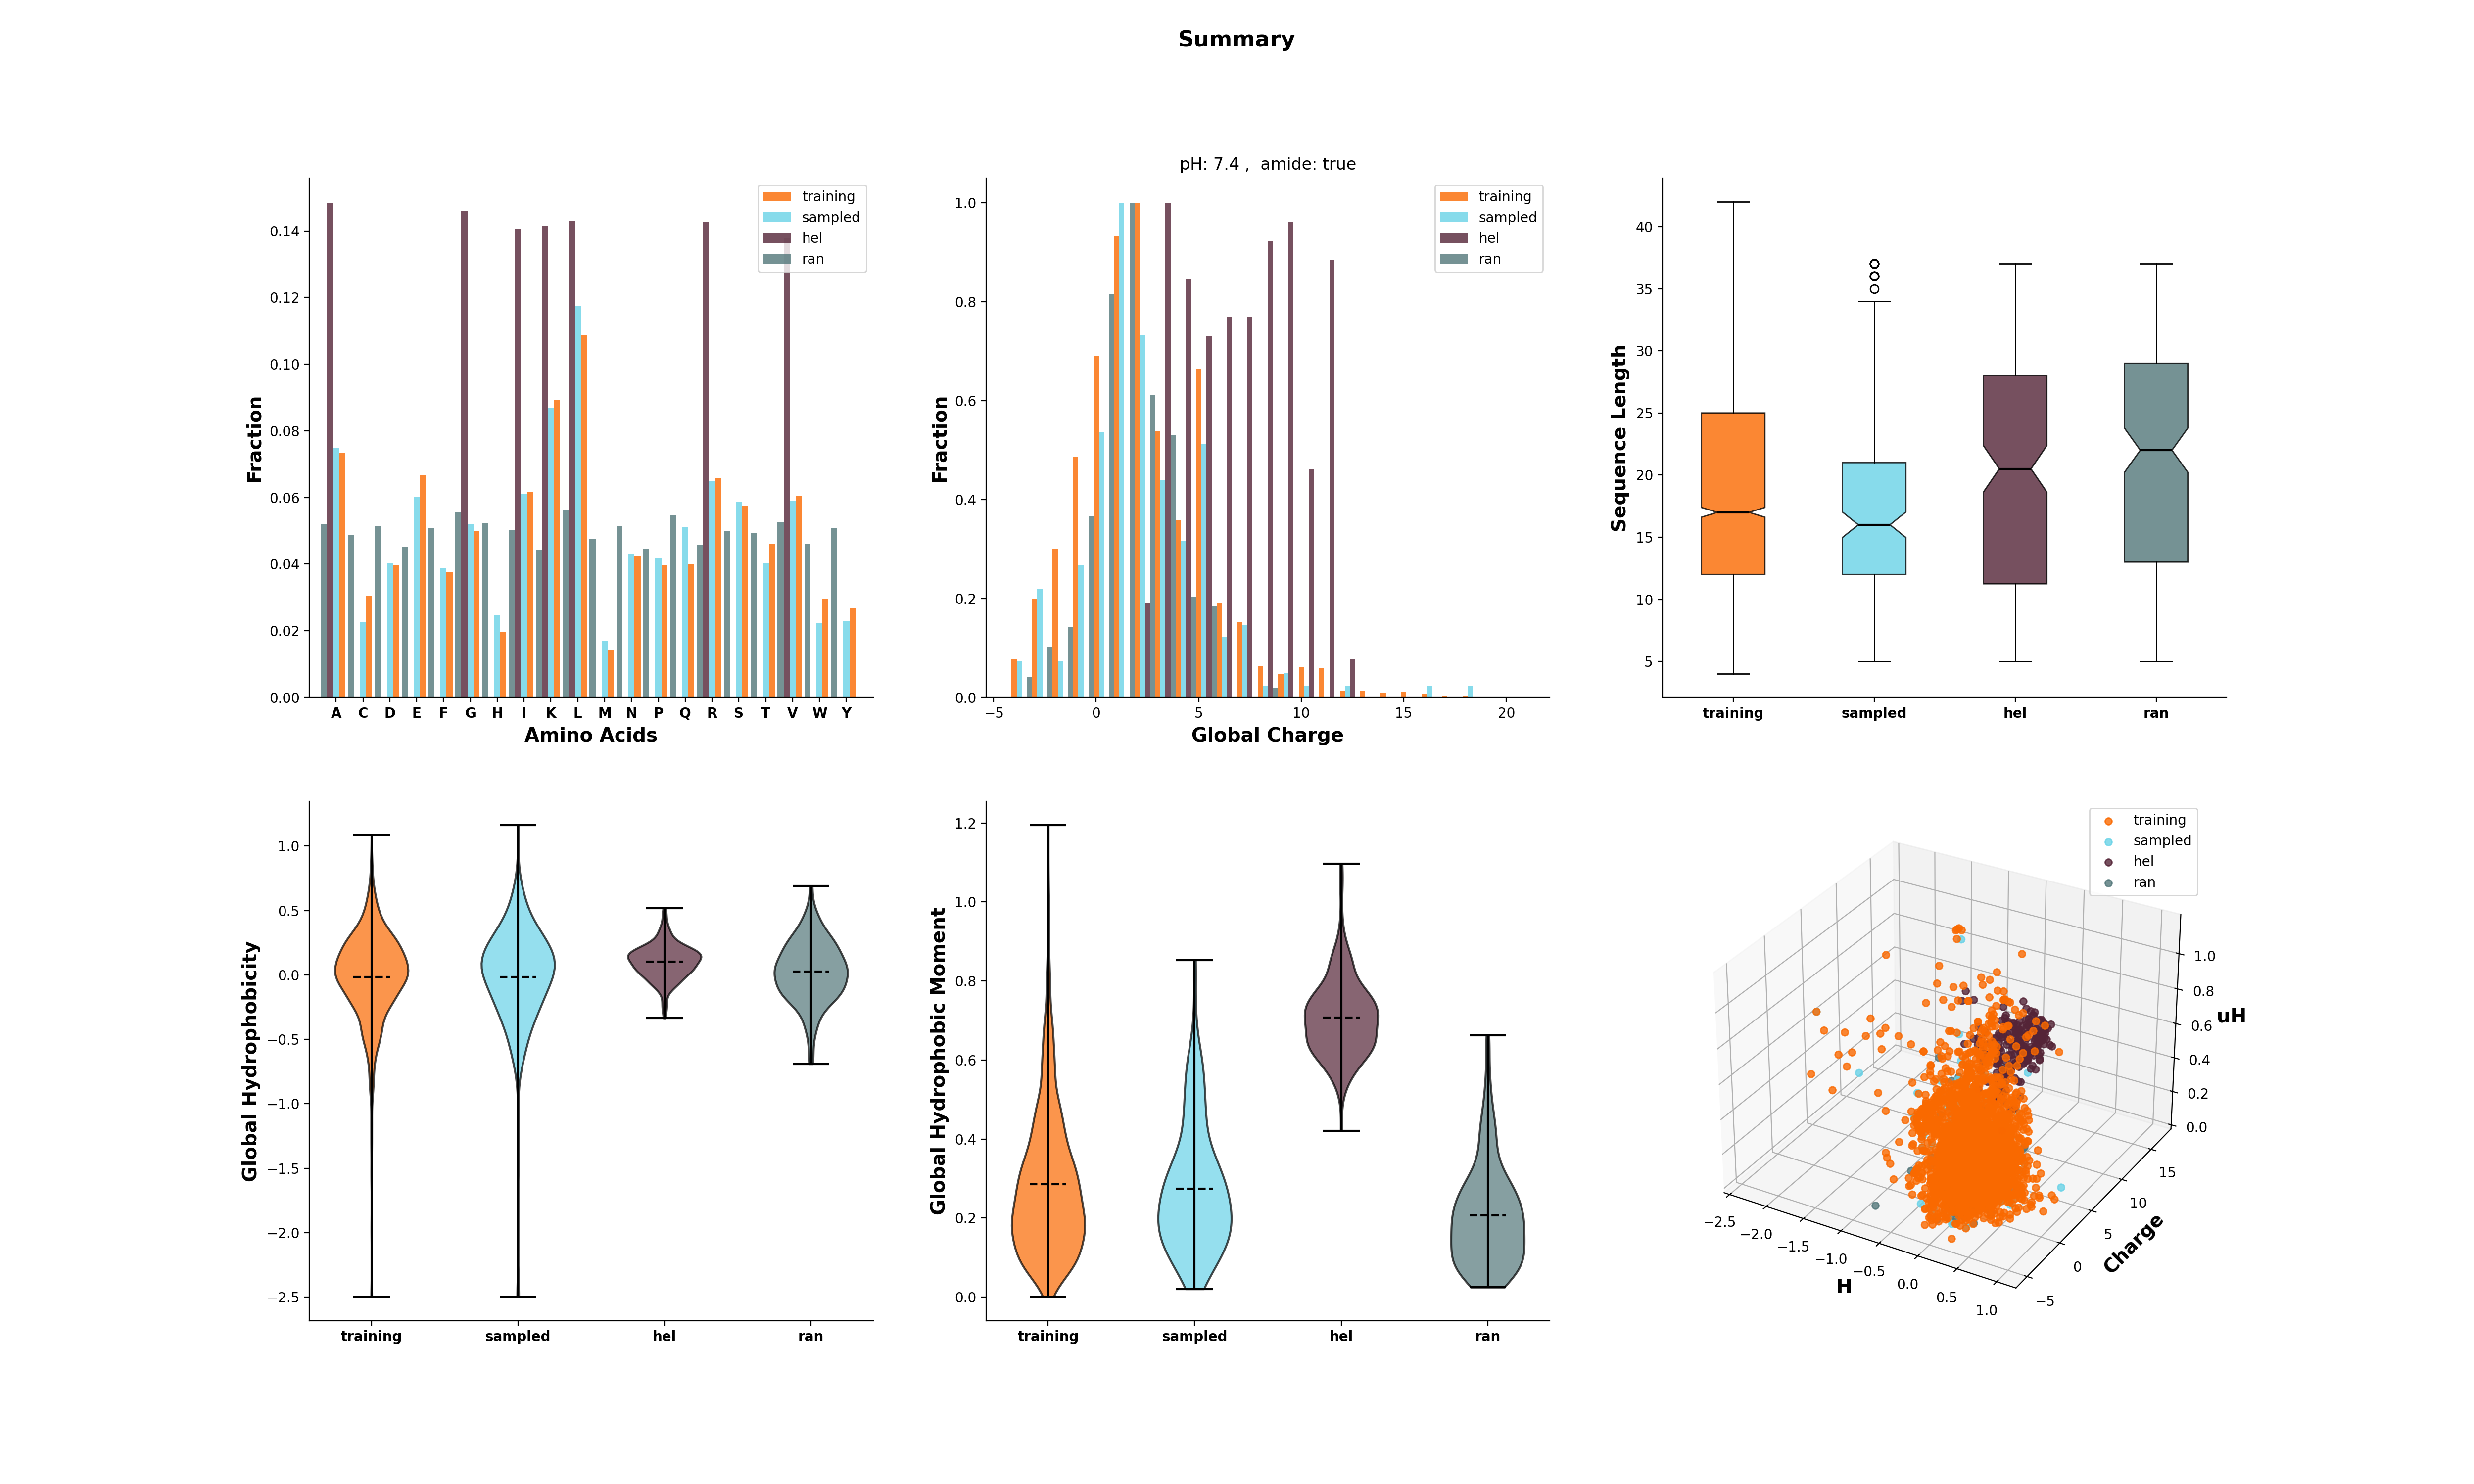 Summary
training
sampled
hel
ran
0.14
0.12
0.10
0.08
0.06
0.04
0.02
0.00
Fraction
A C D E F G H I K L M N P Q R S T V W Y
Amino Acids
pH: 7.4 ,  amide: true
training
sampled
hel
ran
1.0
0.8
0.6
0.4
0.2
0.0
Fraction
−5 0 5 10 15 20
Global Charge
40
35
30
25
20
15
10
5
Sequence Length
training sampled hel ran
1.0
0.5
0.0
−0.5
−1.0
−1.5
−2.0
−2.5
Global Hydrophobicity
training sampled hel ran
1.2
1.0
0.8
0.6
0.4
0.2
0.0
Global Hydrophobic Moment
training sampled hel ran
training
sampled
hel
ran
1.0
0.8
0.6
0.4
0.2
0.0
uH
15
10
5
0
−5
Charge
−2.5 −2.0 −1.5 −1.0 −0.5 0.0 0.5 1.0
H